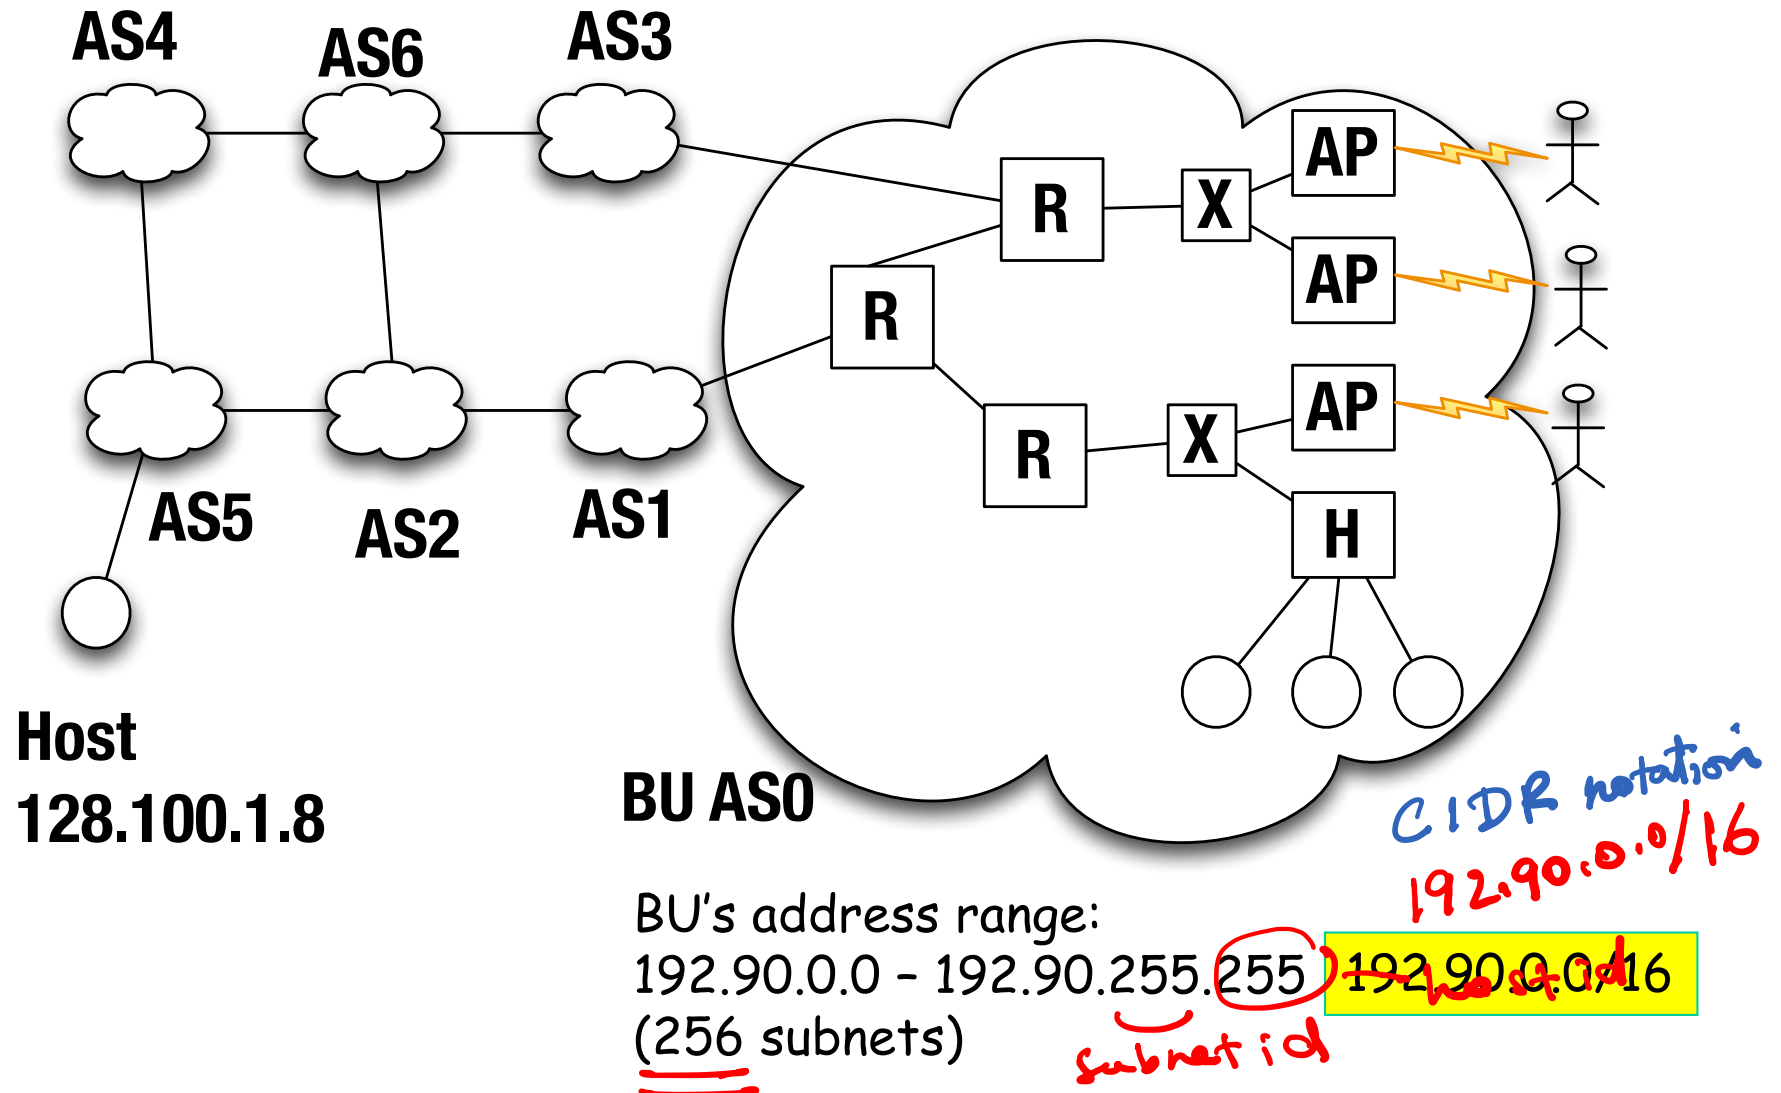 AS4
AS6
AS3
AP
R
X
AP
R
AP
R
X
AS5
AS2
AS1
H
Host
128.100.1.8
BU AS0
CIDR notation
192.90.0.0/16
BU's address range:
192.90.0.0 – 192.90.255.255
192.90.0.0/16
host id
(256 subnets)
subnet id